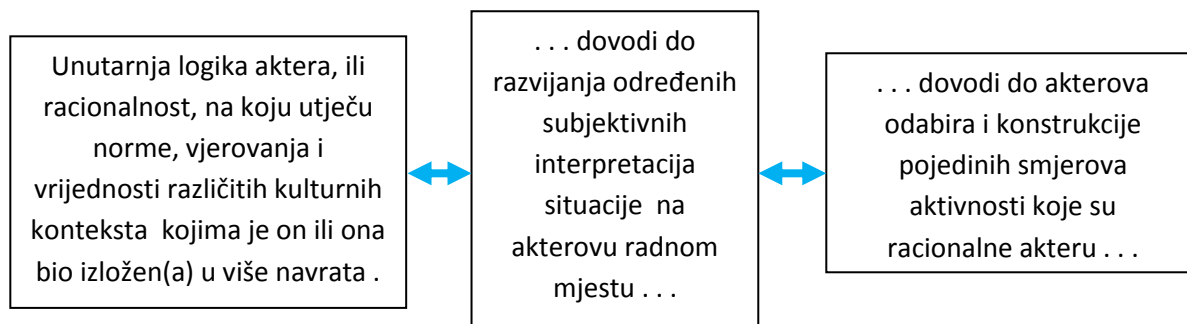 Unutarnja logika aktera, ili
racionalnost, na koju utječu
norme, vjerovanja i
vrijednosti različitih kulturnih
konteksta kojima je on ili ona
bio izložen(a) u više navrata .
. . . dovodi do
razvijanja određenih
subjektivnih
interpretacija
situacije na
akterovu radnom
mjestu . . .
. . . dovodi do akterova
odabira i konstrukcije
pojedinih smjerova
aktivnosti koje su
racionalne akteru . . .